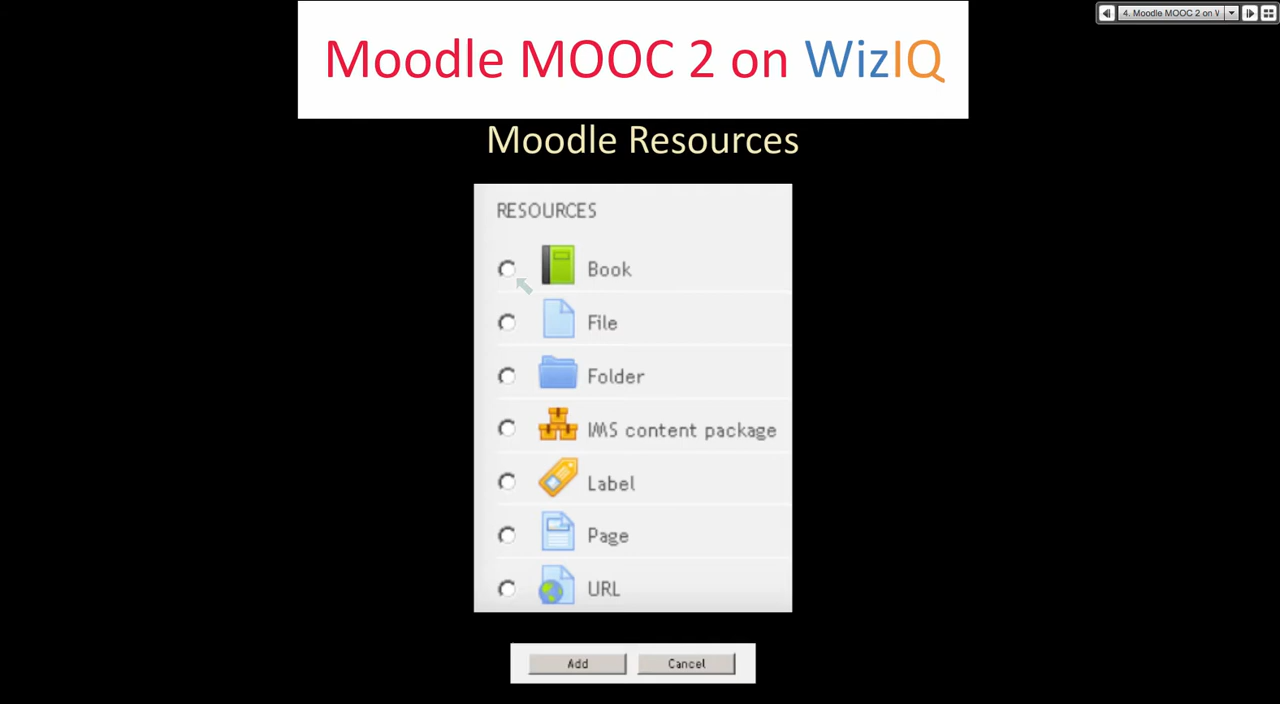 4. Moodle MOOC 2 on W
Moodle MOOC 2 on WizIQ
Moodle Resources
RESOURCES
Book
File
Folder
IMS content package
Label
Page
URL
Add
Cancel